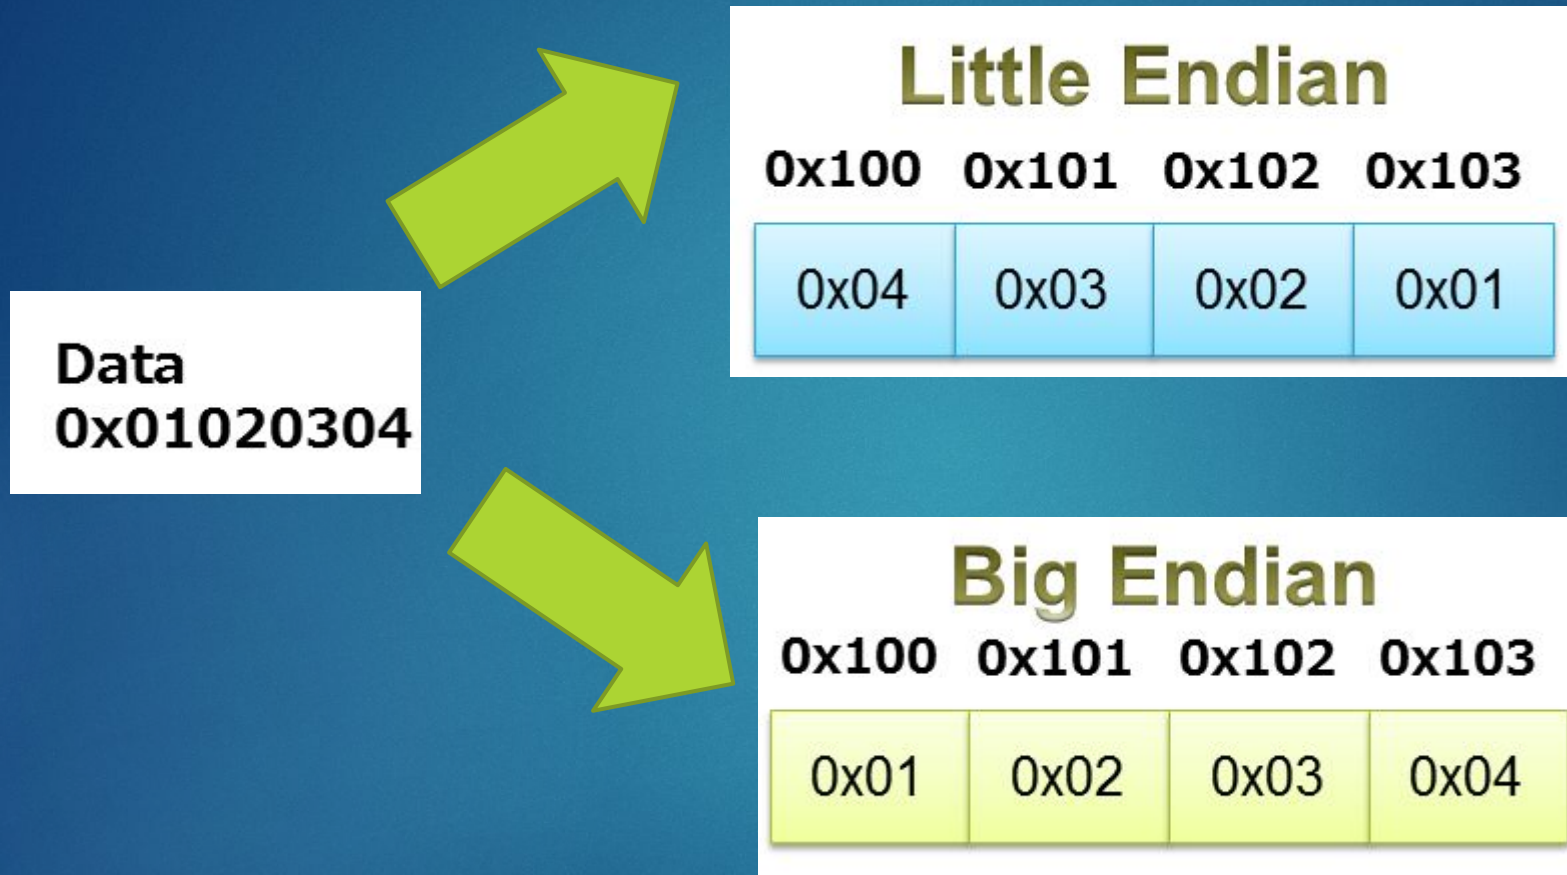 Data
0x01020304
Little Endian
0x100 0x101 0x102 0x103
0x04 0x03 0x02 0x01
Big Endian
0x100 0x101 0x102 0x103
0x01 0x02 0x03 0x04